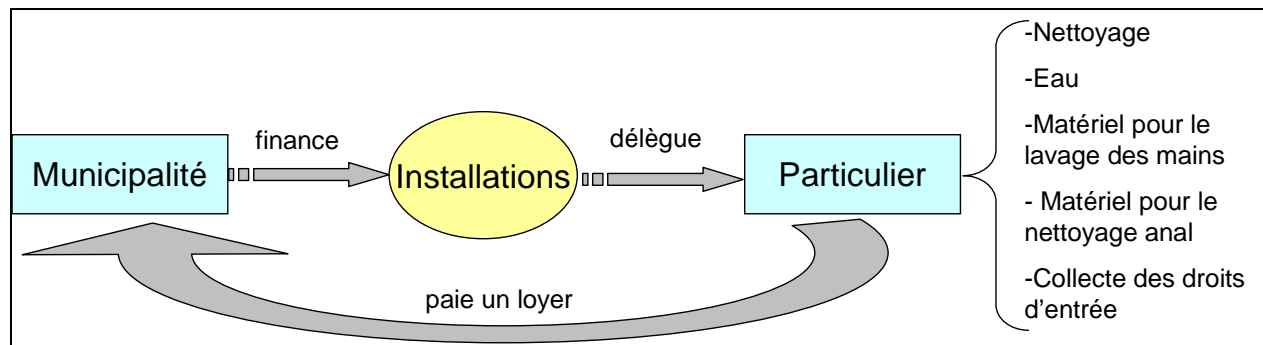 Municipalité
finance
Installations
délègue
Particulier
paie un loyer
-Nettoyage
-Eau
-Matériel pour le
lavage des mains
- Matériel pour le
nettoyage anal
-Collecte des droits
d'entrée